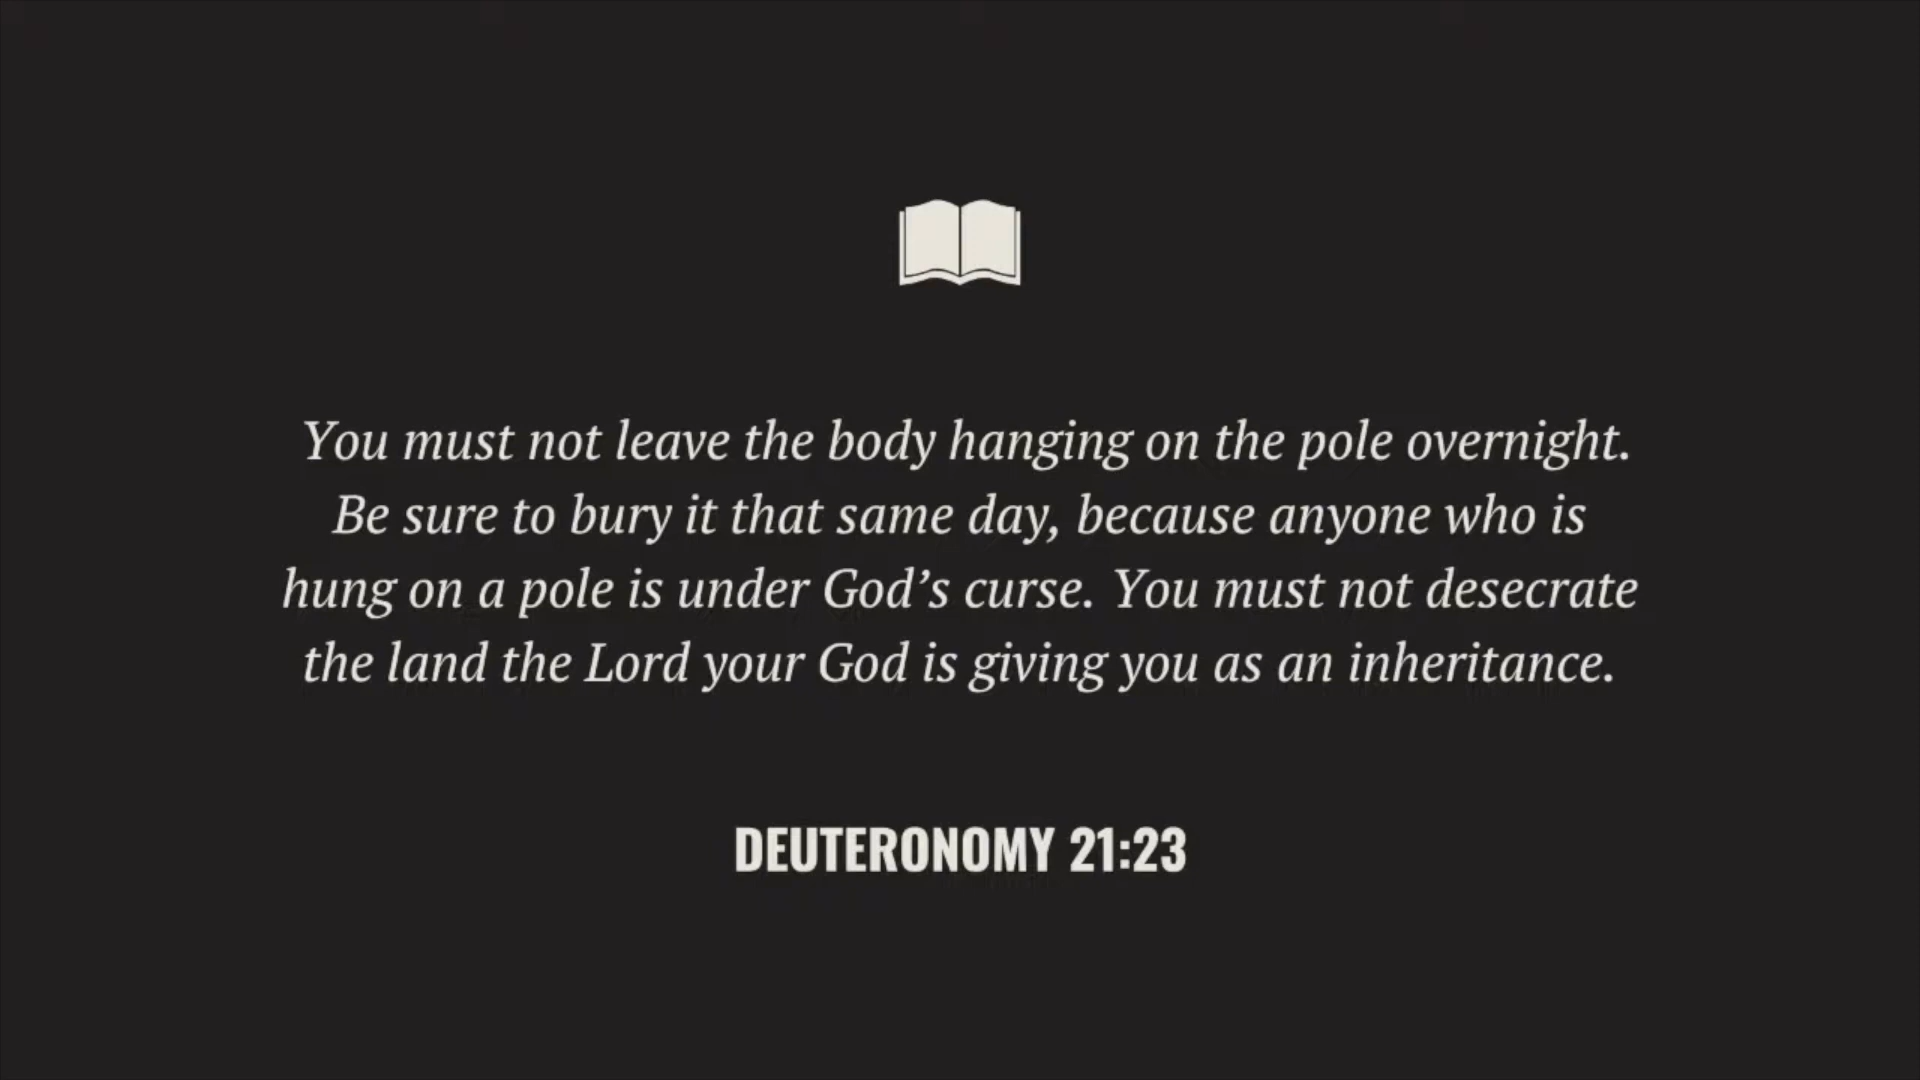 You must not leave the body hanging on the pole overnight.
Be sure to bury it that same day, because anyone who is
hung on a pole is under God’s curse. You must not desecrate
the land the Lord your God is giving you as an inheritance.
DEUTERONOMY 21:23